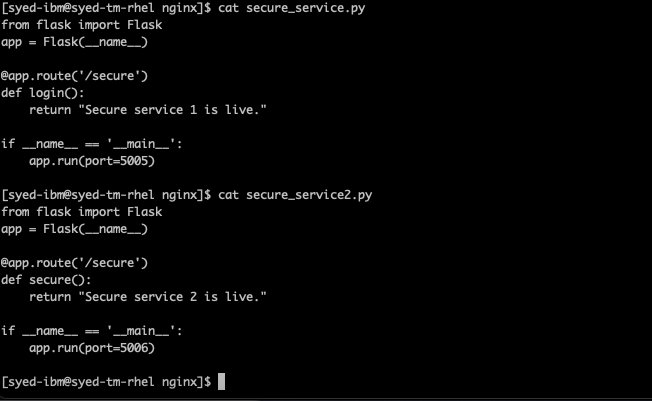 [syed-ibm@syed-tm-rhel nginx]$ cat secure_service.py
from flask import Flask
app = Flask(__name__)

@app.route('/secure')
def login():
    return "Secure service 1 is live."

if __name__ == '__main__':
    app.run(port=5005)

[syed-ibm@syed-tm-rhel nginx]$ cat secure_service2.py
from flask import Flask
app = Flask(__name__)

@app.route('/secure')
def secure():
    return "Secure service 2 is live."

if __name__ == '__main__':
    app.run(port=5006)

[syed-ibm@syed-tm-rhel nginx]$